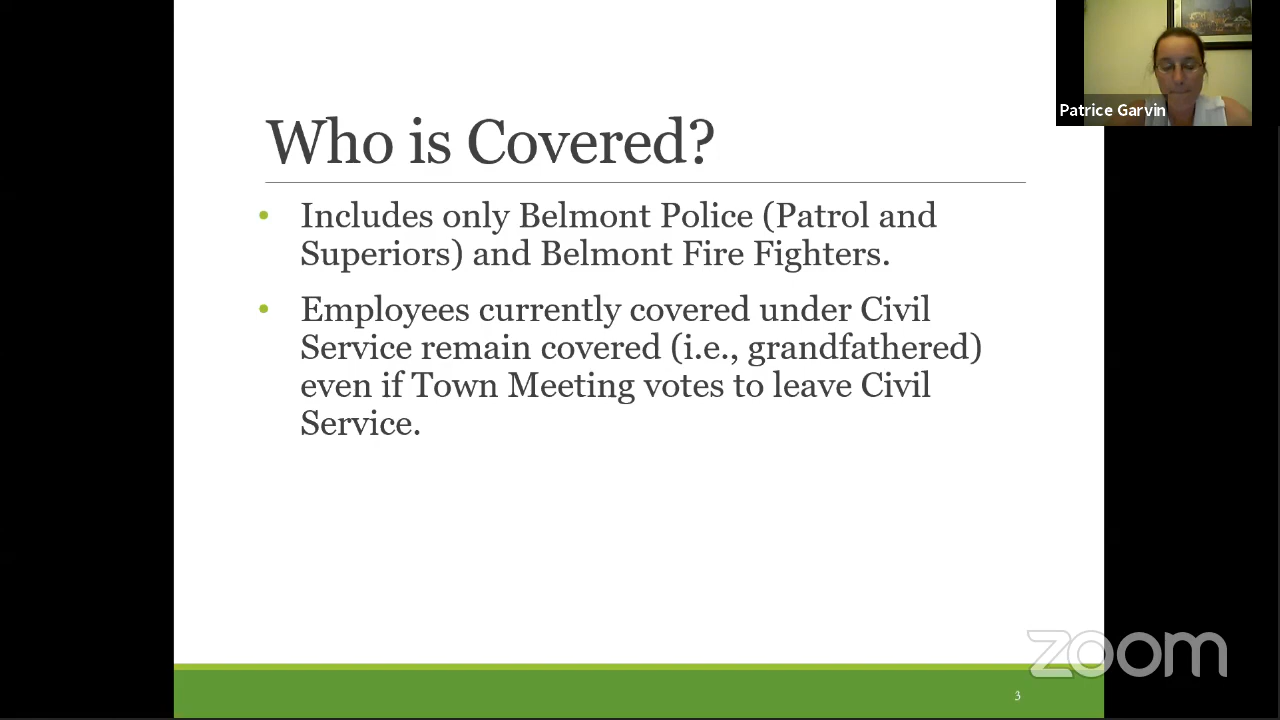 Patrice Garvin
Who is Covered?
• Includes only Belmont Police (Patrol and
Superiors) and Belmont Fire Fighters.
• Employees currently covered under Civil
Service remain covered (i.e., grandfathered)
even if Town Meeting votes to leave Civil
Service.
zoom
3